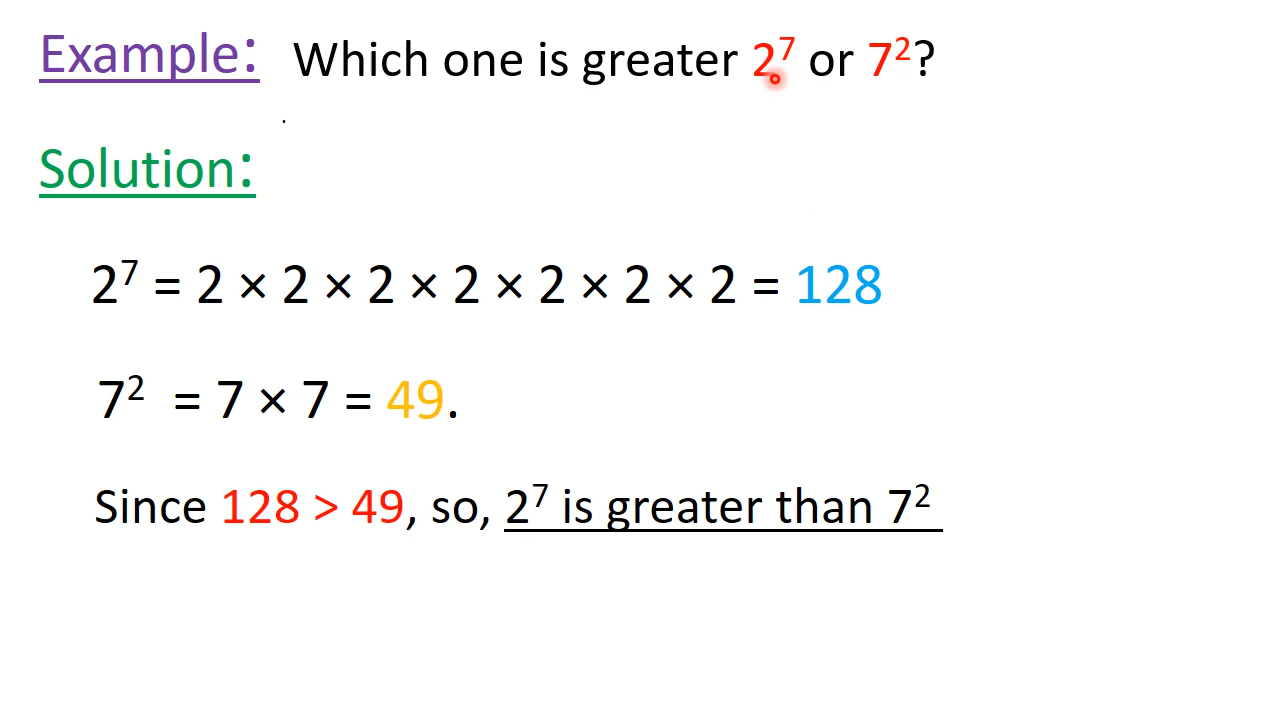 Example: Which one is greater 2⁷ or 7²?
.
Solution:
2⁷ = 2 × 2 × 2 × 2 × 2 × 2 × 2 = 128
7² = 7 × 7 = 49.
Since 128 > 49, so, 2⁷ is greater than 7²